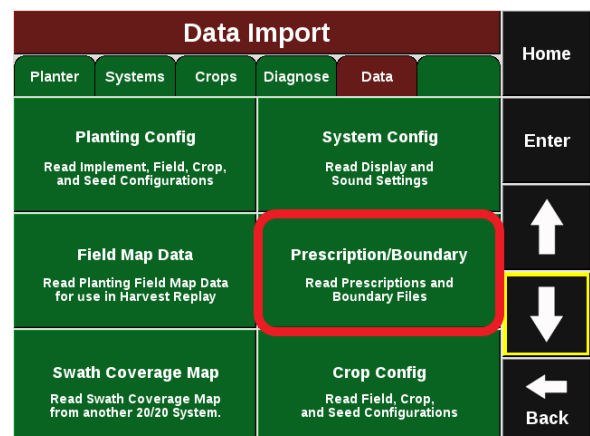 Data Import
Home
Planter Systems Crops Diagnose Data
Planting Config
Read Implement, Field, Crop,
and Seed Configurations
System Config
Read Display and
Sound Settings
Enter
Field Map Data
Read Planting Field Map Data
for use in Harvest Replay
Prescription/Boundary
Read Prescriptions and
Boundary Files
Swath Coverage Map
Read Swath Coverage Map
from another 20/20 System.
Crop Config
Read Field, Crop,
and Seed Configurations
Back